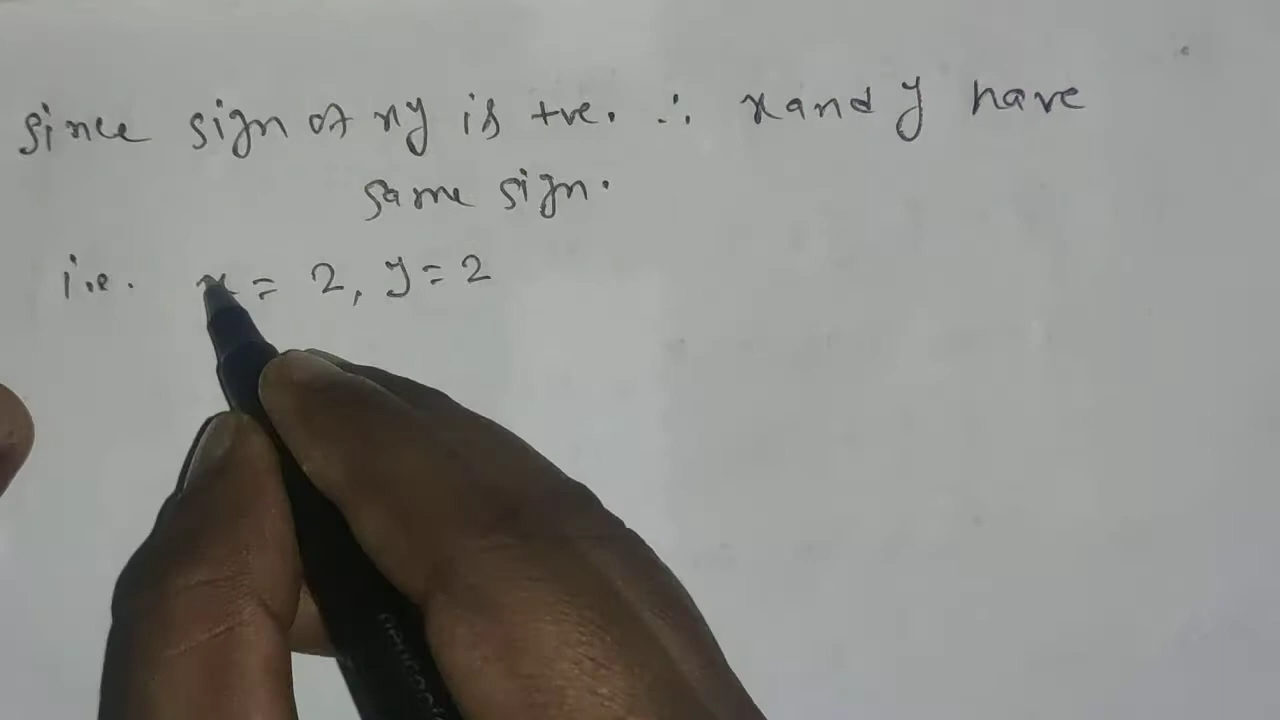 since sign of xy is +ve. ∴ x and y have
same sign.
i.e. x = 2, y = 2